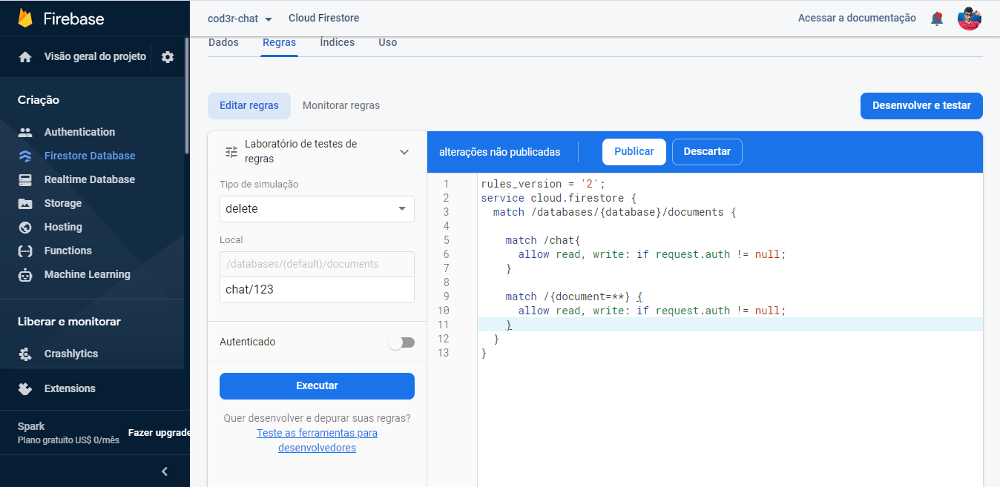 Firebase
cod3r-chat
Cloud Firestore
Acessar a documentação
Visão geral do projeto
Dados
Regras
Índices
Uso
Criação
Authentication
Firestore Database
Realtime Database
Storage
Hosting
Functions
Machine Learning
Liberar e monitorar
Crashlytics
Extensions
Spark
Plano gratuito US$ 0/mês
Fazer upgrade
Editar regras
Monitorar regras
Desenvolver e testar
Laboratório de testes de
regras
Tipo de simulação
delete
Local
/databases/(default)/documents
chat/123
Autenticado
Executar
Quer desenvolver e depurar suas regras?
Teste as ferramentas para
desenvolvedores
alterações não publicadas
Publicar
Descartar
1 rules_version = '2';
2 service cloud.firestore {
3 match /databases/{database}/documents {
4
5 match /chat{
6 allow read, write: if request.auth != null;
7 }
8
9 match /{document=**} {
10 allow read, write: if request.auth != null;
11 }
12 }
13 }